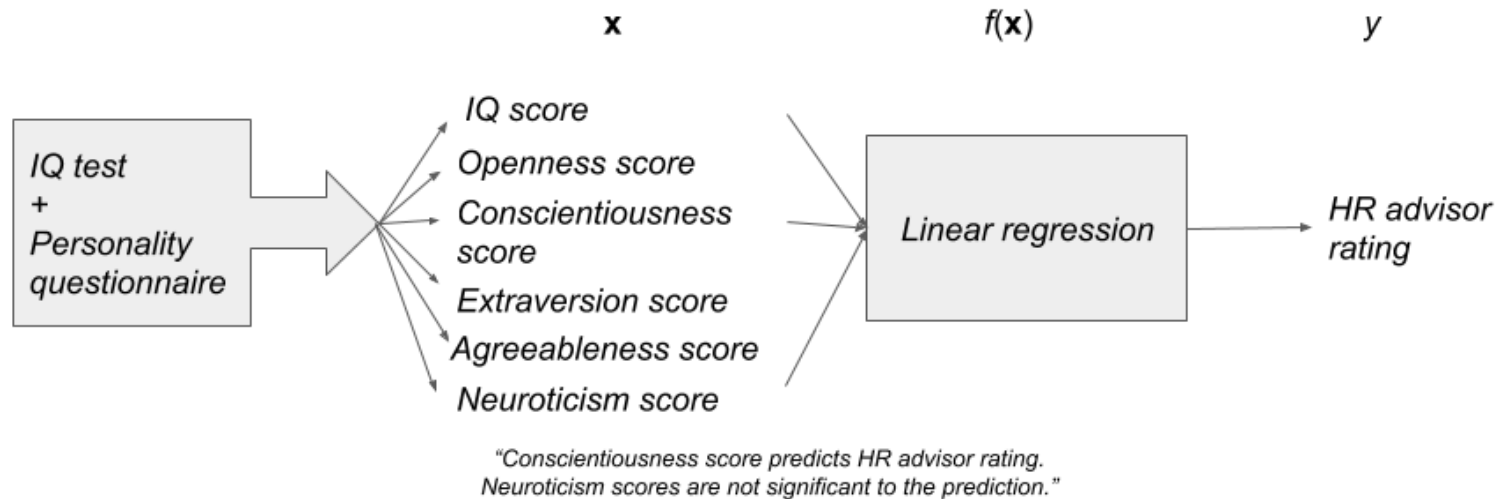 x
f(x)
y
IQ test
+
Personality
questionnaire
IQ score
Openness score
Conscientiousness
score
Extraversion score
Agreeableness score
Neuroticism score
Linear regression
HR advisor
rating
“Conscientiousness score predicts HR advisor rating.
Neuroticism scores are not significant to the prediction.”